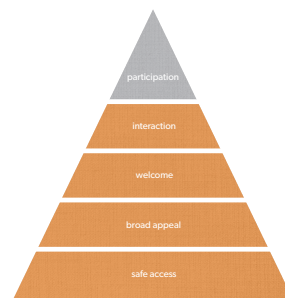 participation
interaction
welcome
broad appeal
safe access